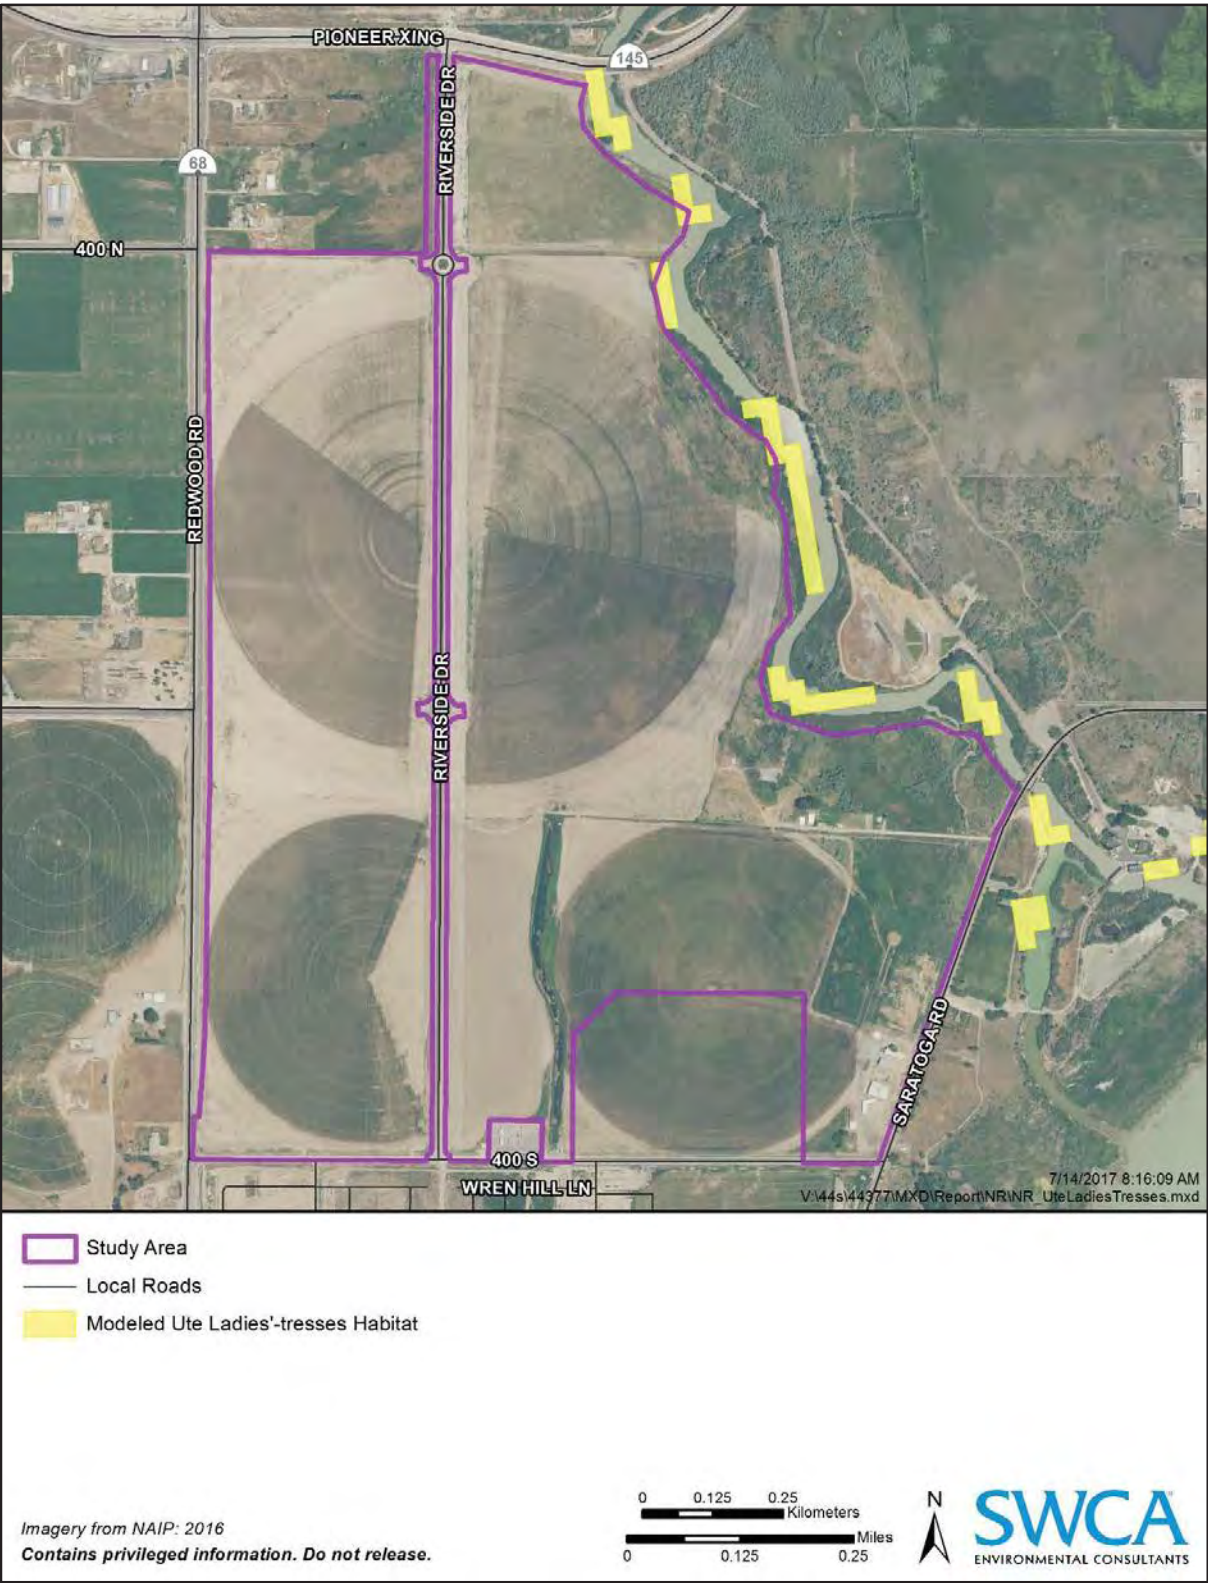 PIONEER XING
145
RIVERSIDE DR
68
400 N
REDWOOD RD
RIVERSIDE DR
SARATOGA RD
400 S
WREN HILL LN
7/14/2017 8:16:09 AM
V:\44s\44377\MXD\Report\NR\NR_UteLadiesTresses.mxd
Study Area
Local Roads
Modeled Ute Ladies'-tresses Habitat
0 0.125 0.25
Kilometers
Miles
0 0.125 0.25
N
SWCA
ENVIRONMENTAL CONSULTANTS
Imagery from NAIP: 2016
Contains privileged information. Do not release.